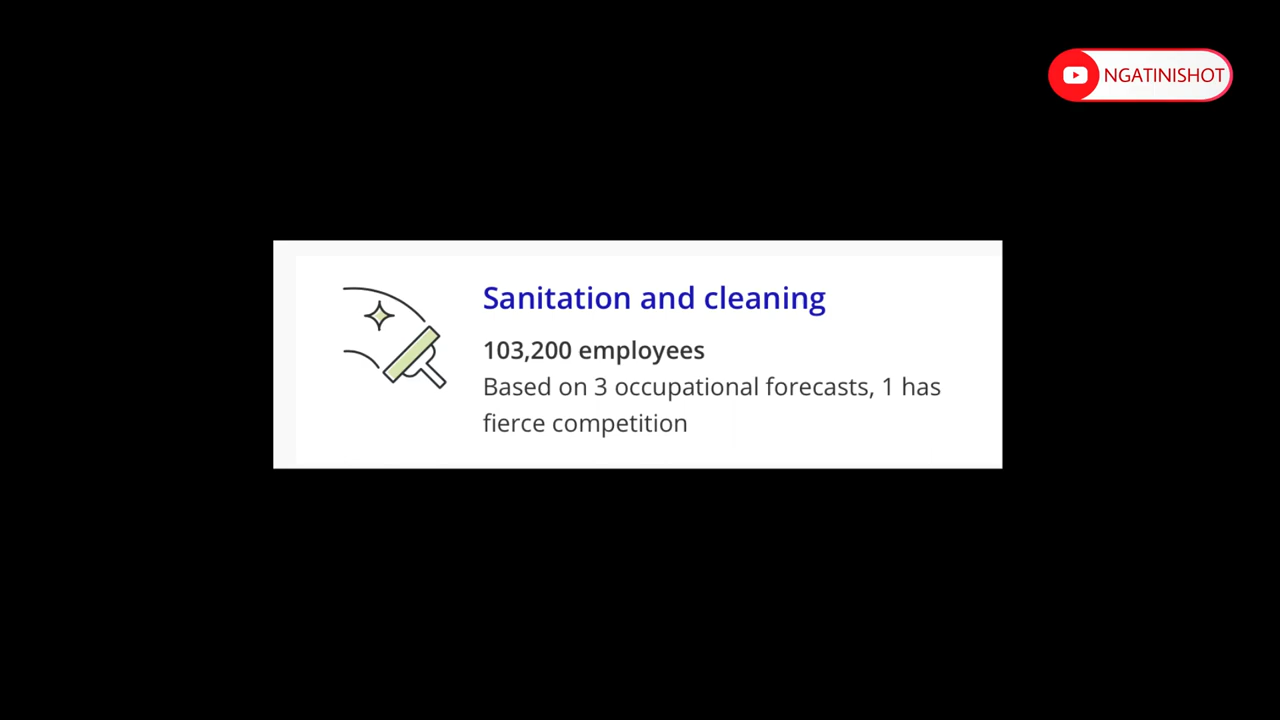 NGATINISHOT
Sanitation and cleaning
103,200 employees
Based on 3 occupational forecasts, 1 has
fierce competition